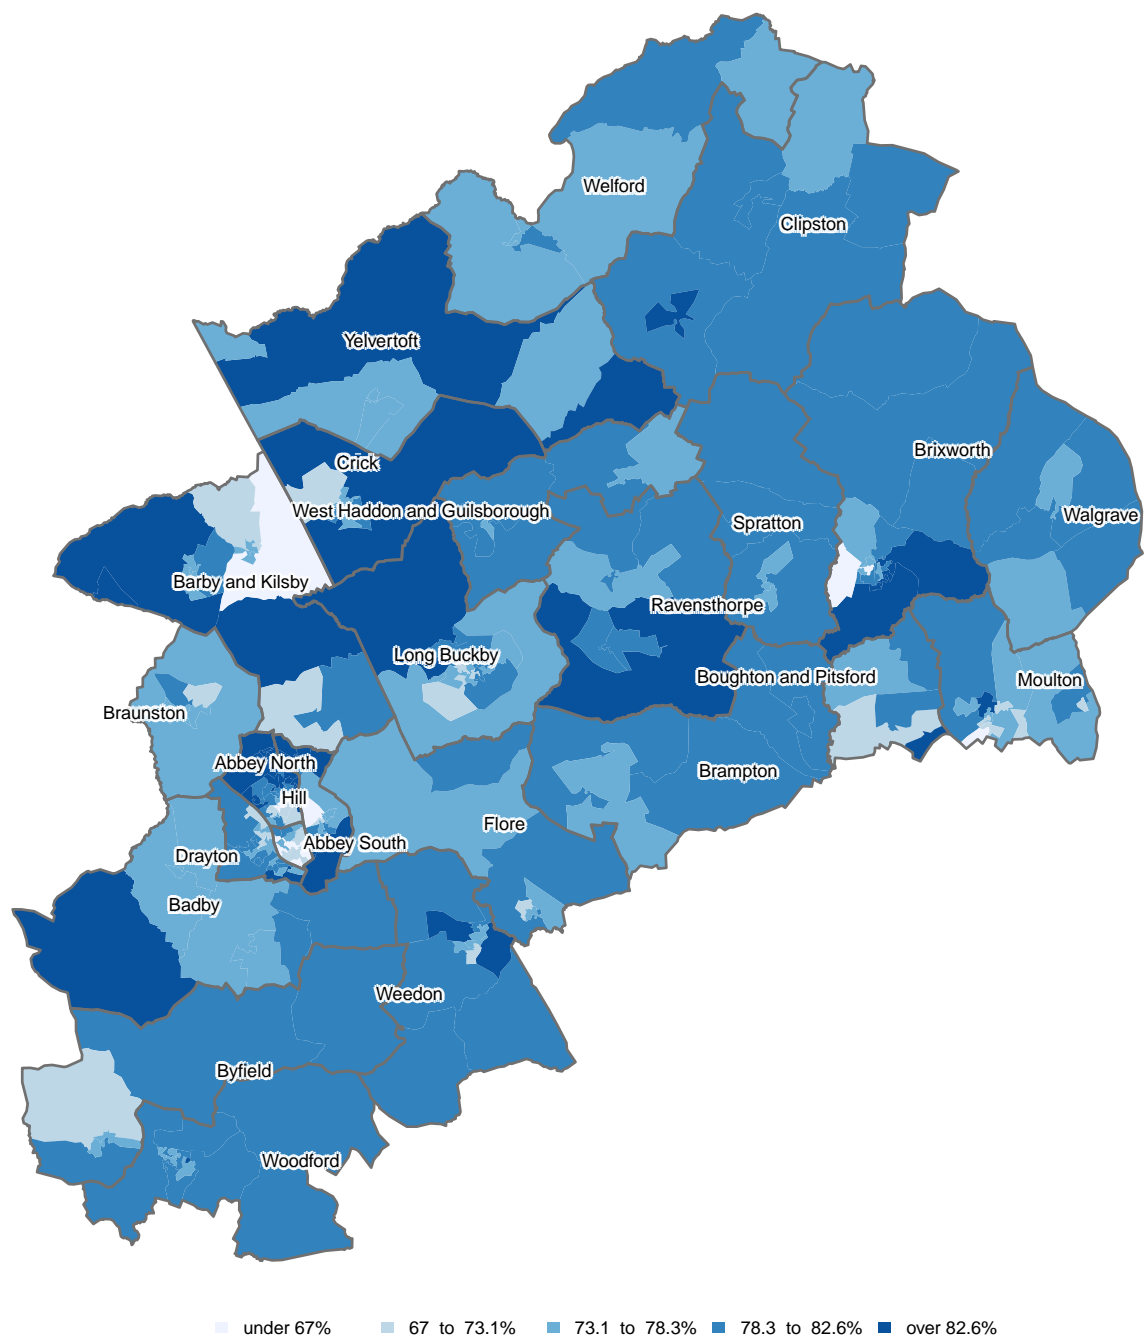 Welford
Clipston
Yelvertoft
Brixworth
Crick
West Haddon and Guilsborough
Walgrave
Spratton
Barby and Kilsby
Ravensthorpe
Long Buckby
Boughton and Pitsford
Moulton
Braunston
Abbey North
Brampton
Hill
Flore
Abbey South
Drayton
Badby
Weedon
Byfield
Woodford
under 67% 67 to 73.1% 73.1 to 78.3% 78.3 to 82.6% over 82.6%